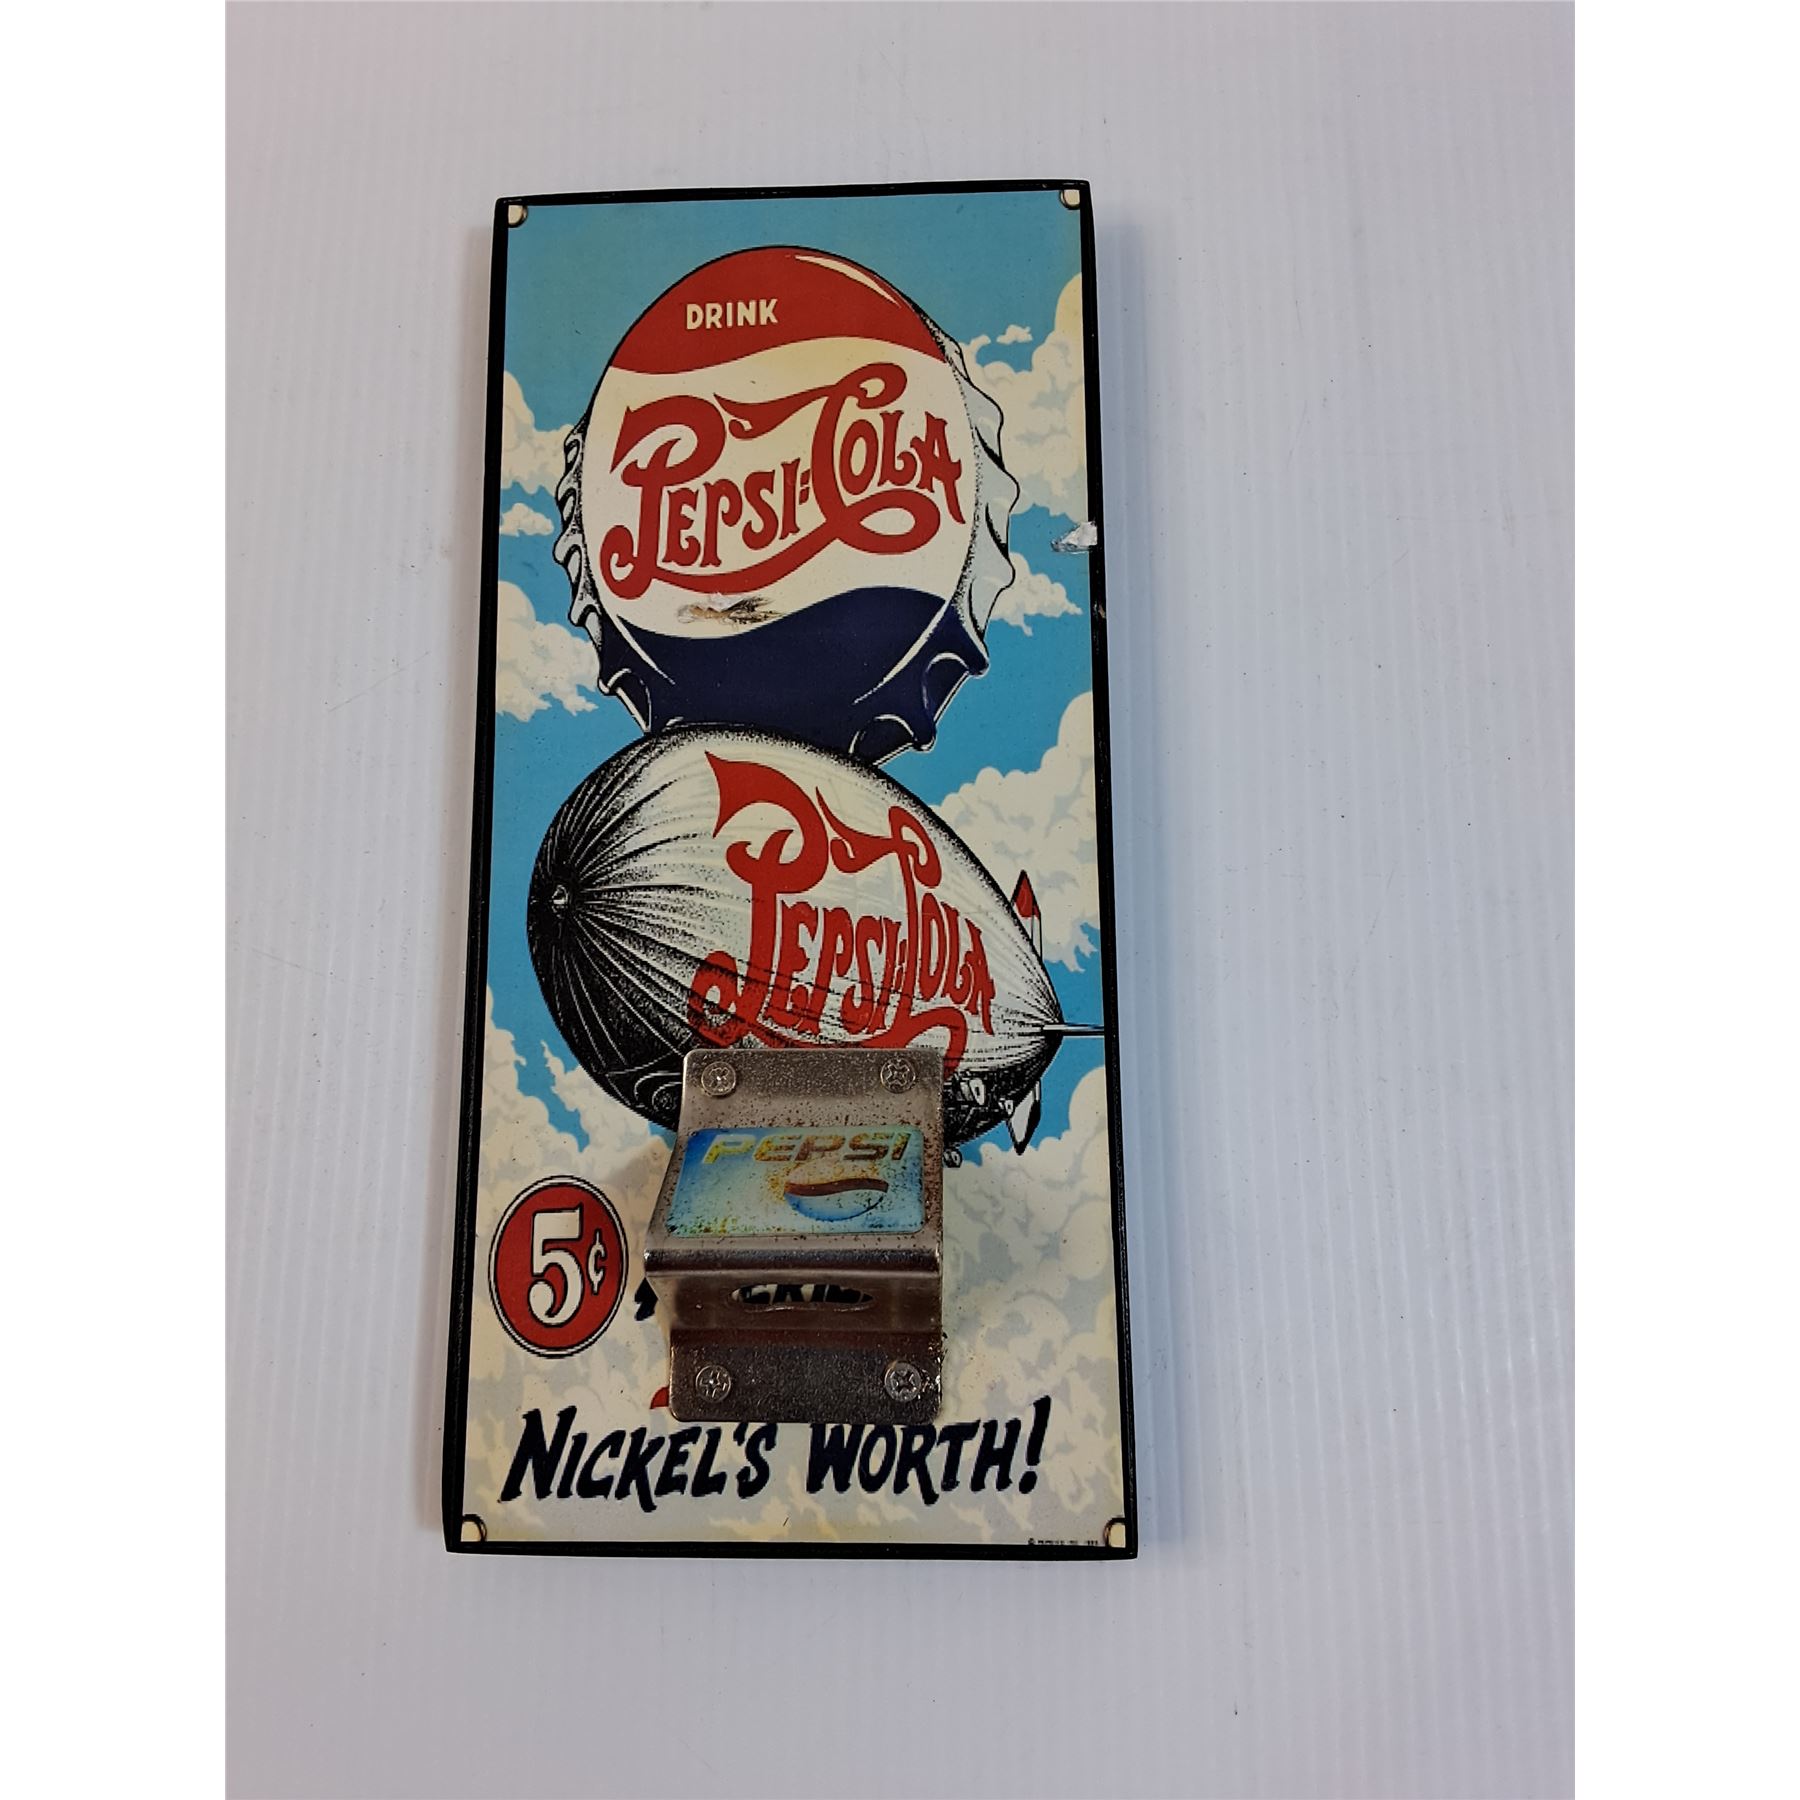 DRINK
PEPSI:COLA
PEPSI:COLA
PEPSI
5¢
NICKEL'S WORTH!